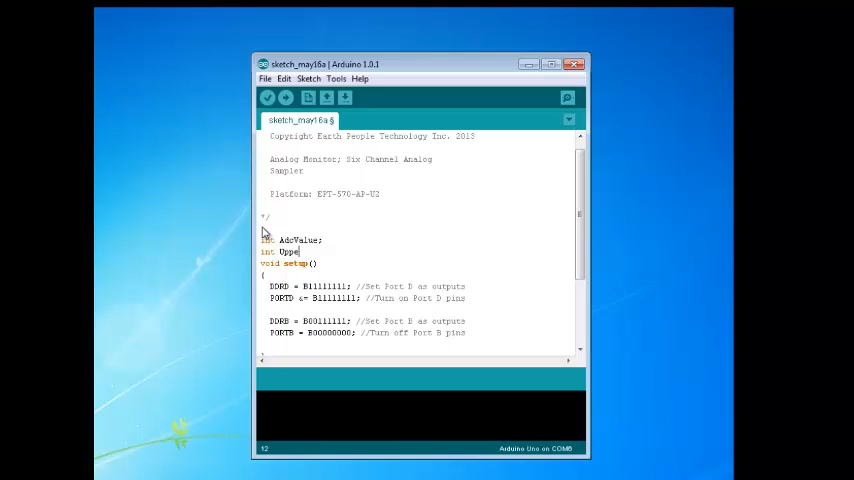 sketch_may16a | Arduino 1.0.1
File Edit Sketch Tools Help
sketch_may16a §
Copyright Earth People Technology Inc. 2013
Analog Monitor; Six Channel Analog
Sampler
Platform: EPT-570-AP-U2
*/
int AdcValue;
int Uppe
void setup()
{
DDRD = B11111111; //Set Port D as outputs
PORTD &= B11111111; //Turn on Port D pins
DDRB = B00111111; //Set Port B as outputs
PORTB = B00000000; //Turn off Port B pins
}
12
Arduino Uno on COM8